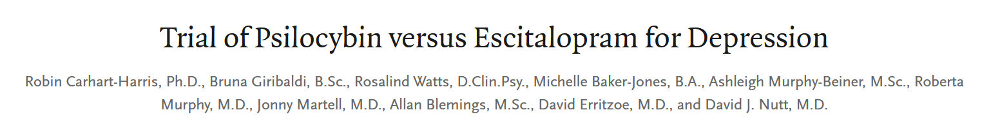 Trial of Psilocybin versus Escitalopram for Depression
Robin Carhart-Harris, Ph.D., Bruna Giribaldi, B.Sc., Rosalind Watts, D.Clin.Psy., Michelle Baker-Jones, B.A., Ashleigh Murphy-Beiner, M.Sc., Roberta
Murphy, M.D., Jonny Martell, M.D., Allan Blemings, M.Sc., David Erritzoe, M.D., and David J. Nutt, M.D.